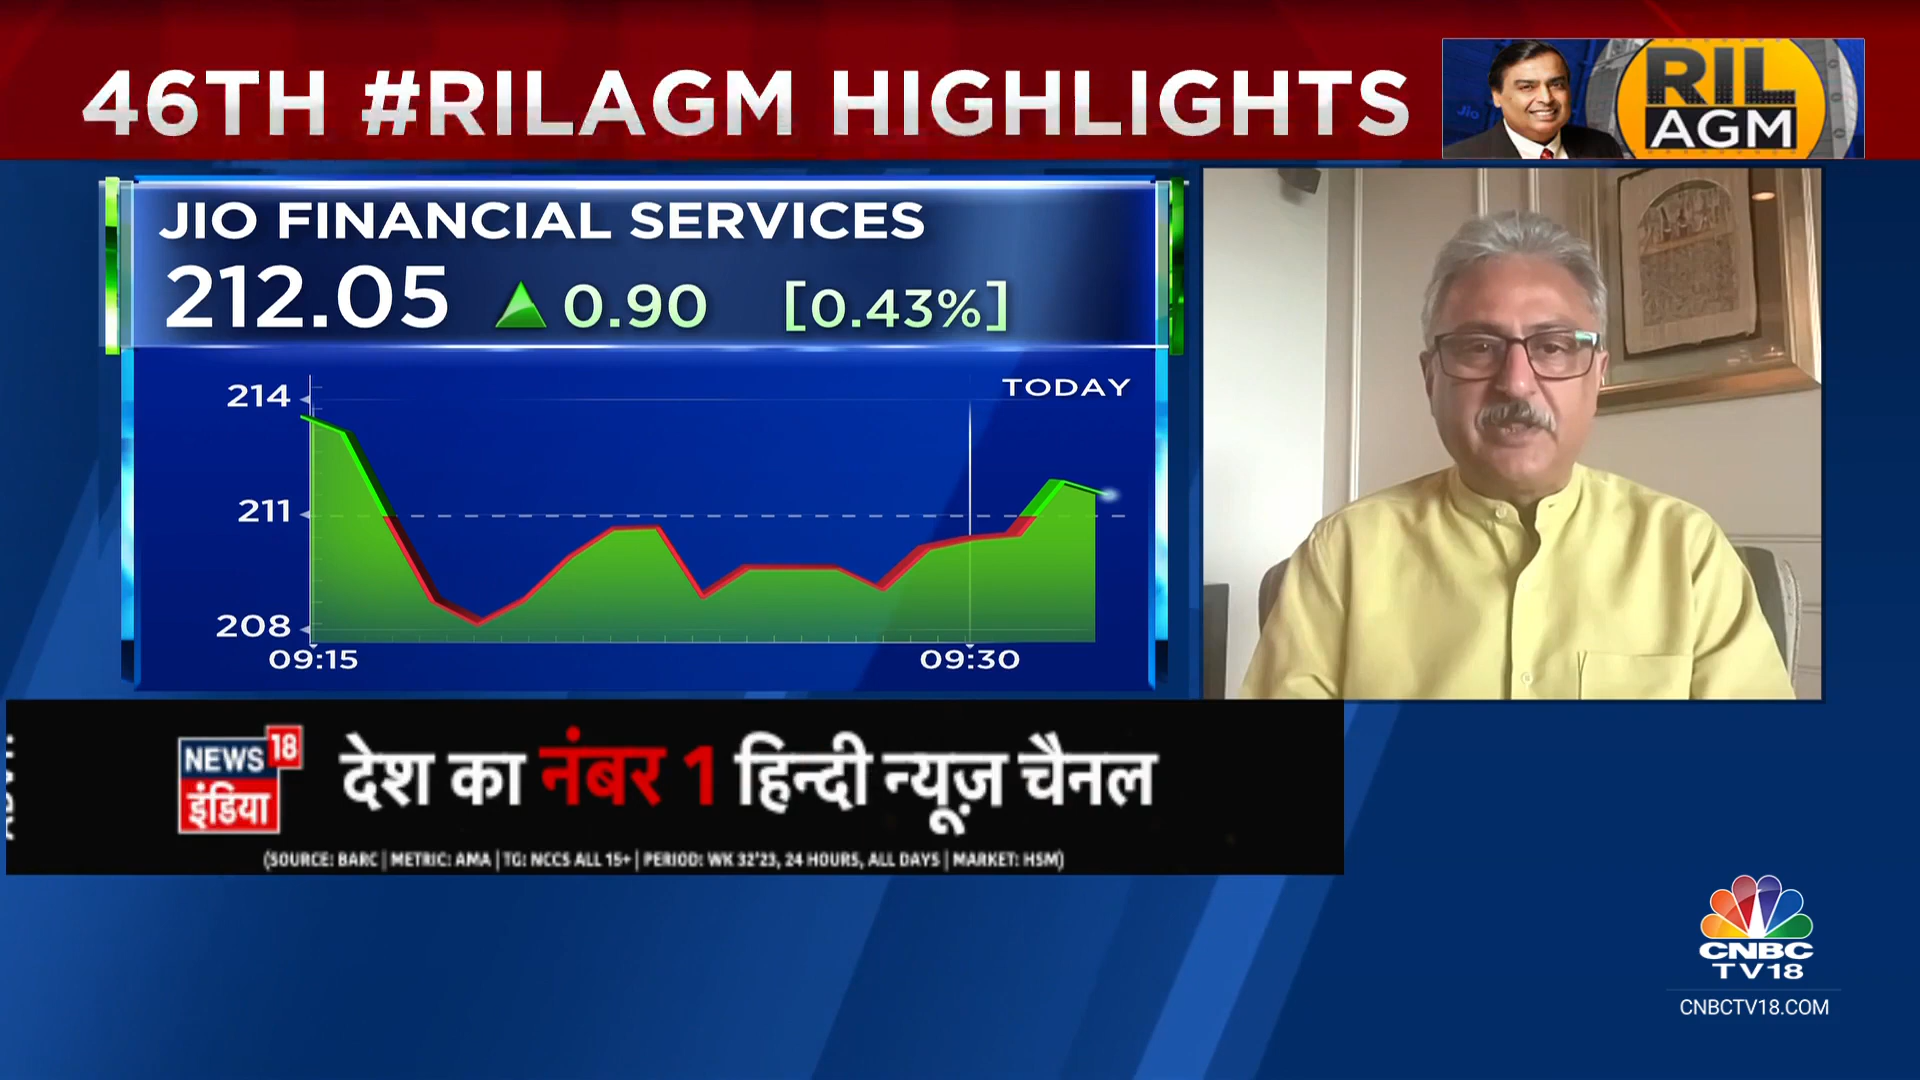 46TH #RILAGM HIGHLIGHTS
Jio
RIL
AGM
JIO FINANCIAL SERVICES
212.05 ▲ 0.90 [0.43%]
TODAY
214
211
208
09:15 09:30
NEWS 18
इंडिया
देश का नंबर 1 हिन्दी न्यूज़ चैनल
(SOURCE: BARC | METRIC: AMA | TG: NCCS ALL 15+ | PERIOD: WK 32'23, 24 HOURS, ALL DAYS | MARKET: HSM)
CNBC
TV18
CNBCTV18.COM